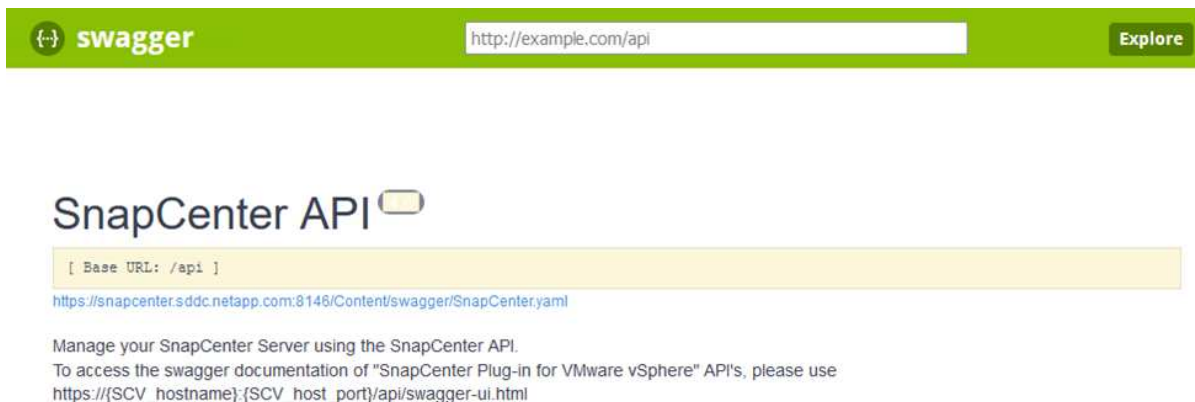 {··} swagger
http://example.com/api
Explore
SnapCenter API
[ Base URL: /api ]
https://snapcenter.sddc.netapp.com:8146/Content/swagger/SnapCenter.yaml
Manage your SnapCenter Server using the SnapCenter API.
To access the swagger documentation of "SnapCenter Plug-in for VMware vSphere" API's, please use
https://{SCV_hostname}:{SCV_host_port}/api/swagger-ui.html